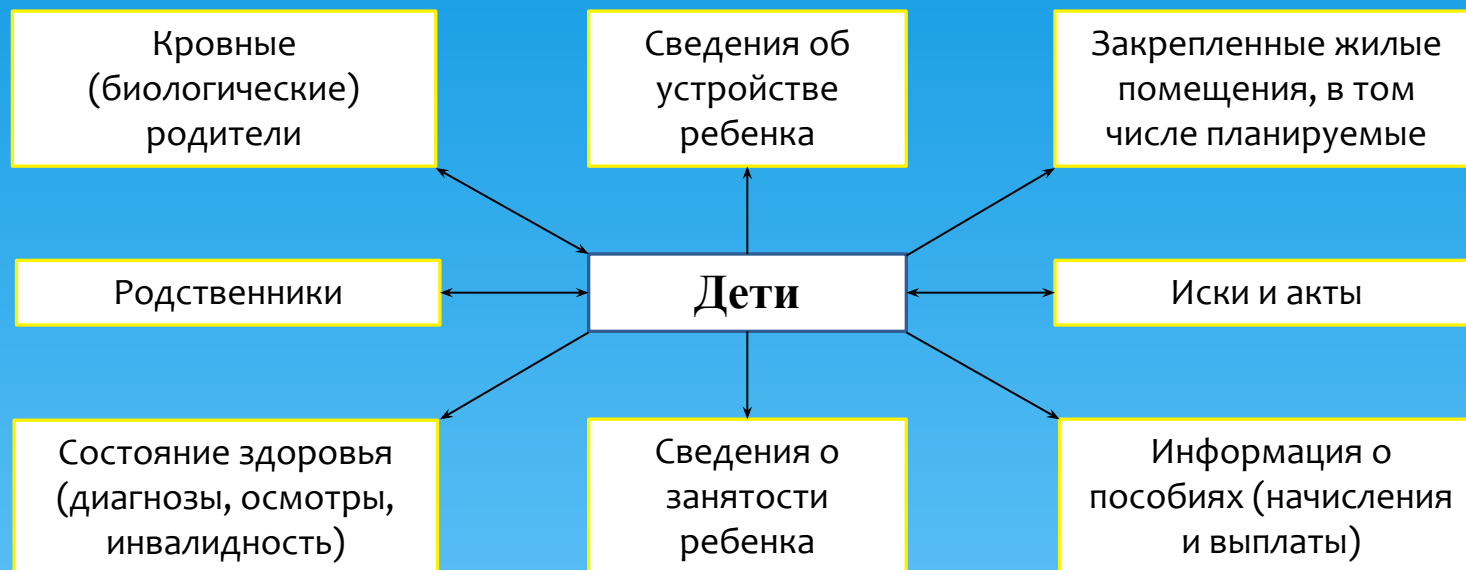 Кровные
(биологические)
родители
Сведения об
устройстве
ребенка
Закрепленные жилые
помещения, в том
числе планируемые
Родственники
Дети
Иски и акты
Состояние здоровья
(диагнозы, осмотры,
инвалидность)
Сведения о
занятости
ребенка
Информация о
пособиях (начисления
и выплаты)